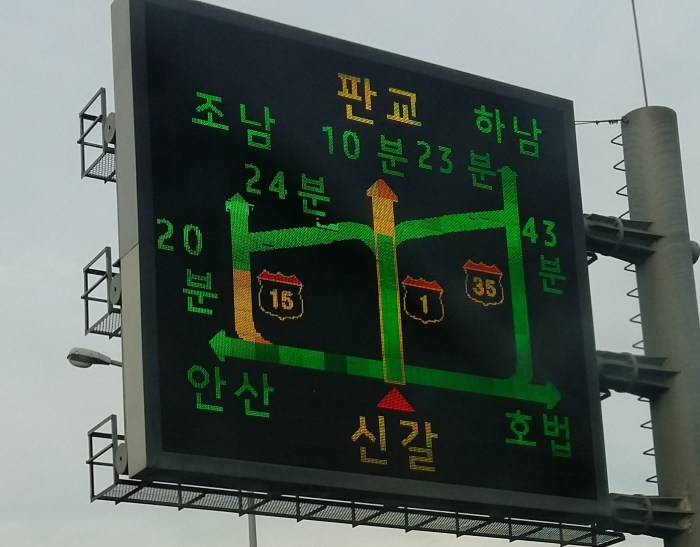 조남 판교 하남
10 분 23 분
24 분
20 분
43 분
15 1 35
안산 신갈 호법